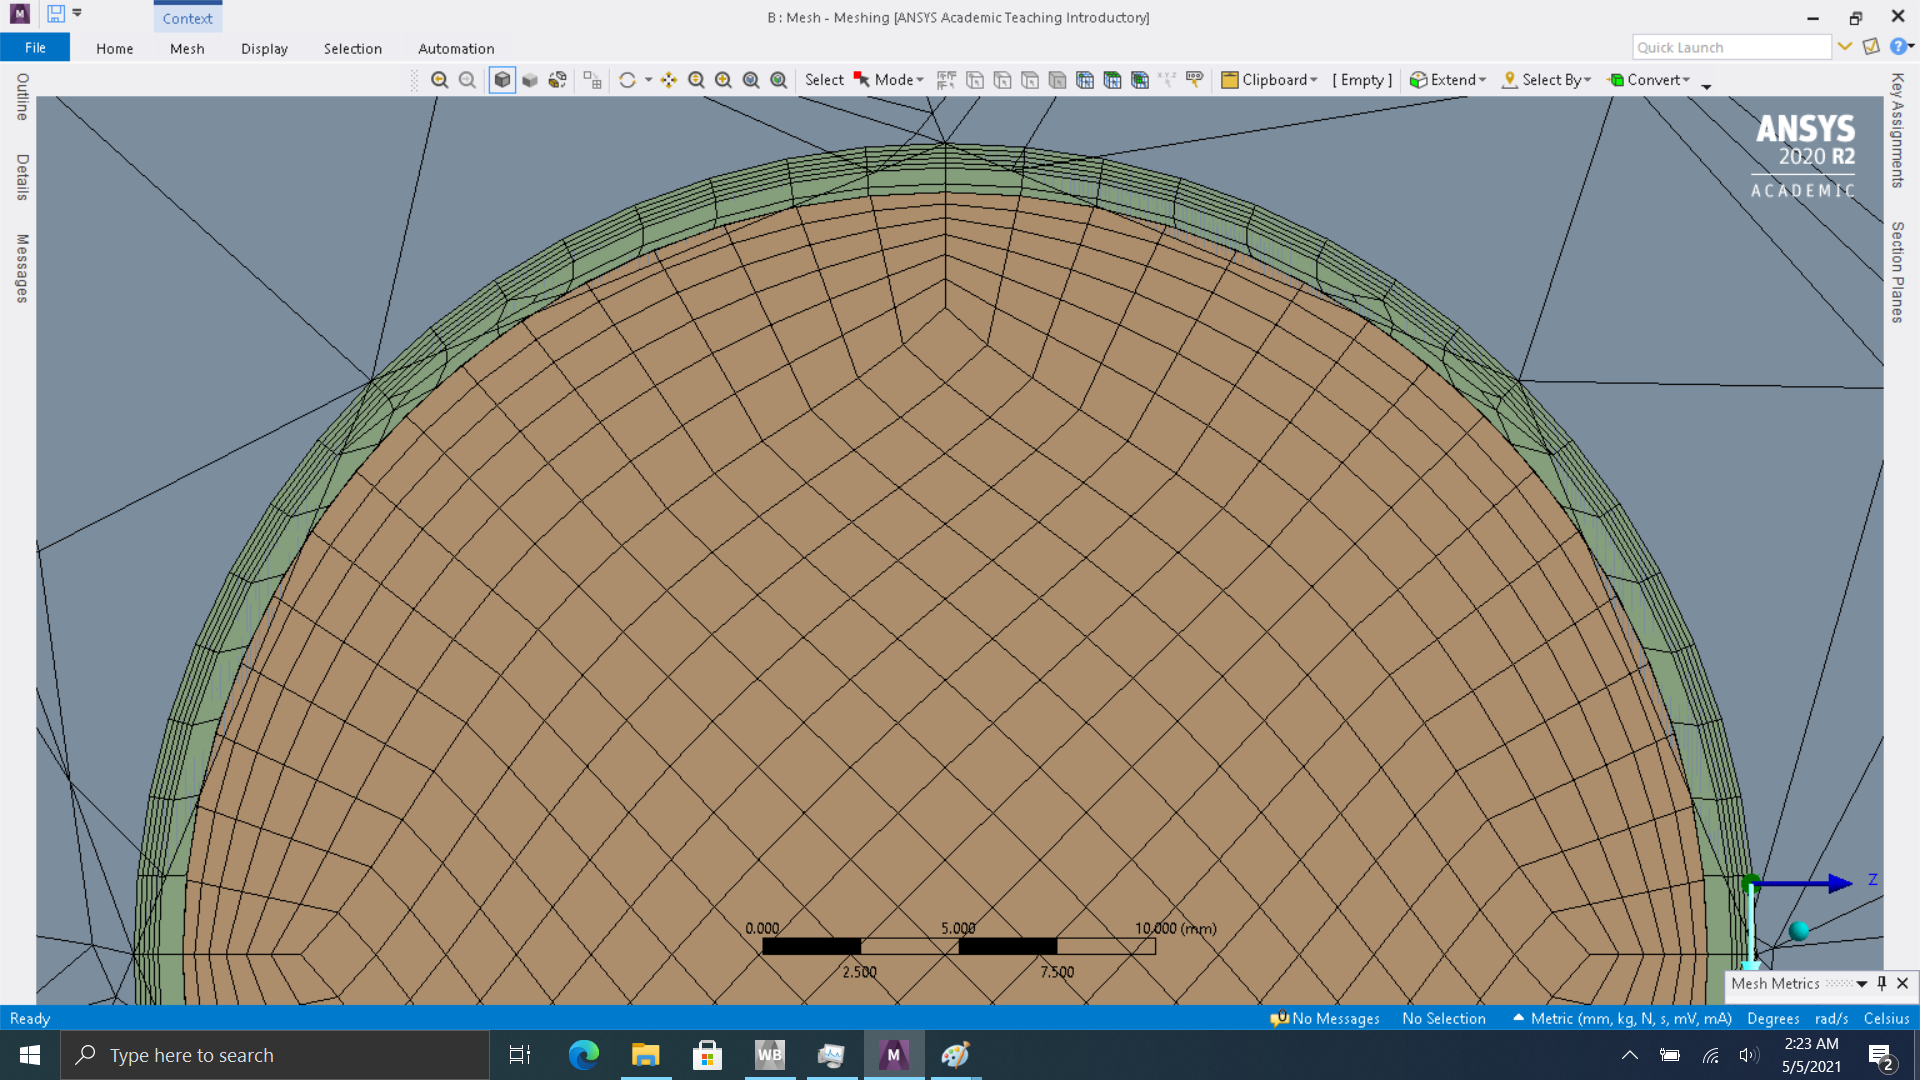 Context
B : Mesh - Meshing [ANSYS Academic Teaching Introductory]
File
Home
Mesh
Display
Selection
Automation
Quick Launch
Select
Mode
Clipboard
[ Empty ]
Extend
Select By
Convert
Outline
Details
Messages
Key Assignments
Section Planes
ANSYS
2020 R2
ACADEMIC
Z
0.000
5.000
10.000 (mm)
2.500
7.500
Mesh Metrics
Ready
0
No Messages
No Selection
Metric (mm, kg, N, s, mV, mA)
Degrees
rad/s
Celsius
Type here to search
WB
M
2:23 AM
5/5/2021
2